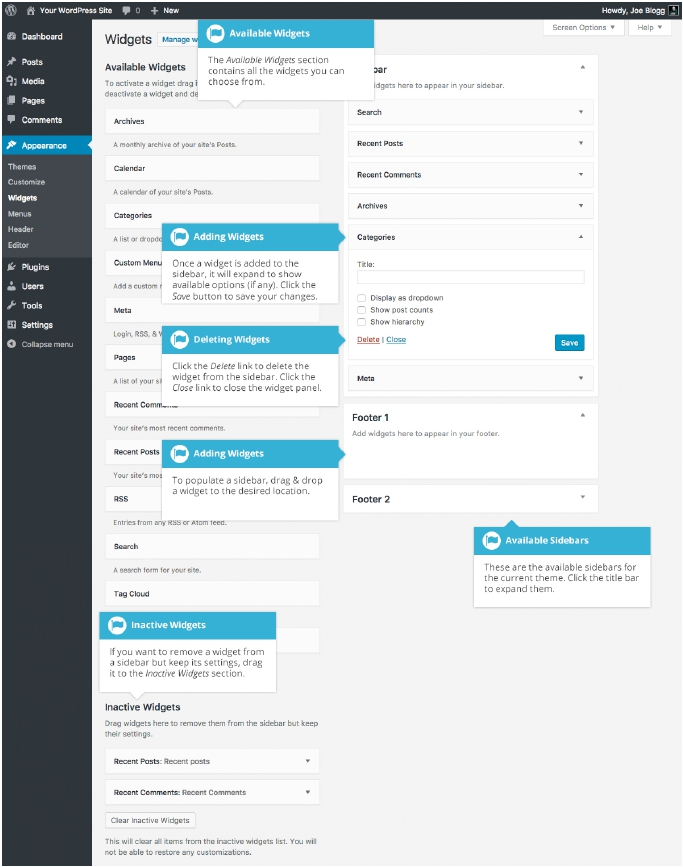 Your WordPress Site
0
+ New
Howdy, Joe Blogg
Screen Options
Help
Dashboard
Posts
Media
Pages
Comments
Appearance
Themes
Customize
Widgets
Menus
Header
Editor
Plugins
Users
Tools
Settings
Collapse menu
Widgets
Manage w
Available Widgets
The Available Widgets section
contains all the widgets you can
choose from.
Available Widgets
To activate a widget drag i
deactivate a widget and de
Archives
A monthly archive of your site's Posts.
Calendar
A calendar of your site's Posts.
Categories
A list or dropdo
Custom Menu
Add a custom
Meta
Login, RSS, &
Pages
A list of your si
Recent Comments
Your site's most recent comments.
Recent Posts
Your site's mos
RSS
Entries from any RSS or Atom feed.
Search
A search form for your site.
Tag Cloud
Adding Widgets
Once a widget is added to the
sidebar, it will expand to show
available options (if any). Click the
Save button to save your changes.
Deleting Widgets
Click the Delete link to delete the
widget from the sidebar. Click the
Close link to close the widget panel.
Adding Widgets
To populate a sidebar, drag & drop
a widget to the desired location.
Inactive Widgets
If you want to remove a widget from
a sidebar but keep its settings, drag
it to the Inactive Widgets section.
Inactive Widgets
Drag widgets here to remove them from the sidebar but keep
their settings.
Recent Posts: Recent posts
Recent Comments: Recent Comments
Clear Inactive Widgets
This will clear all items from the inactive widgets list. You will
not be able to restore any customizations.
bar
idgets here to appear in your sidebar.
Search
Recent Posts
Recent Comments
Archives
Categories
Title:
Display as dropdown
Show post counts
Show hierarchy
Delete | Close
Save
Meta
Footer 1
Add widgets here to appear in your footer.
Footer 2
Available Sidebars
These are the available sidebars for
the current theme. Click the title bar
to expand them.